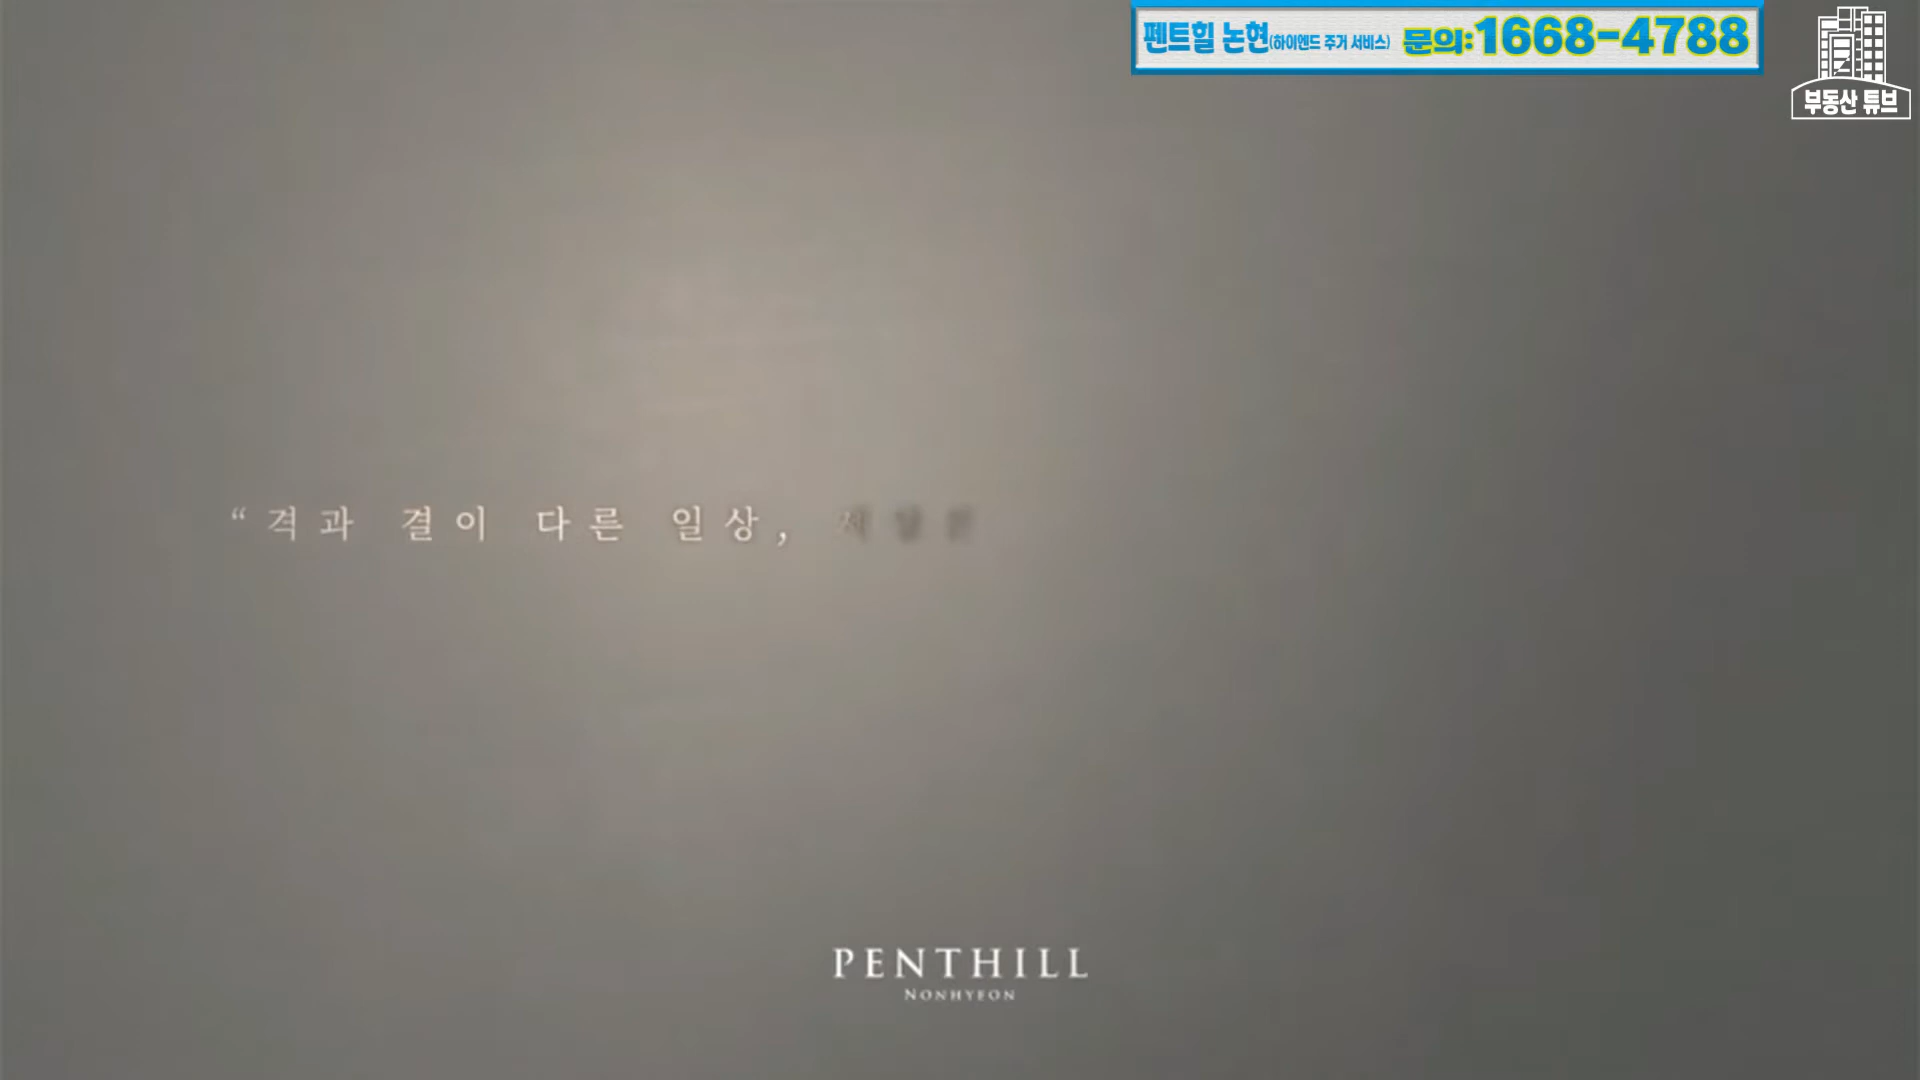 펜트힐 논현(하이엔드 주거 서비스) 문의:1668-4788
부동산 튜브
“격과 결이 다른 일상,
PENTHILL
NONHYEON